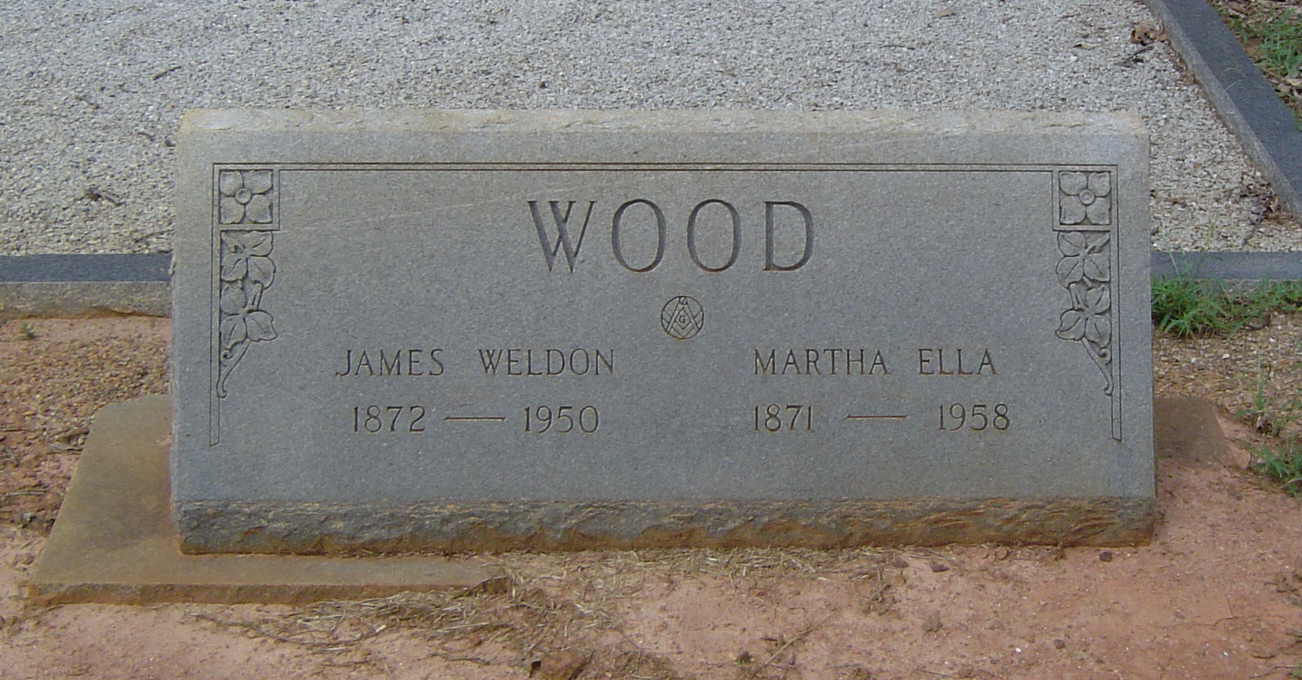 WOOD
G
JAMES WELDON MARTHA ELLA
1872 — 1950 1871 — 1958